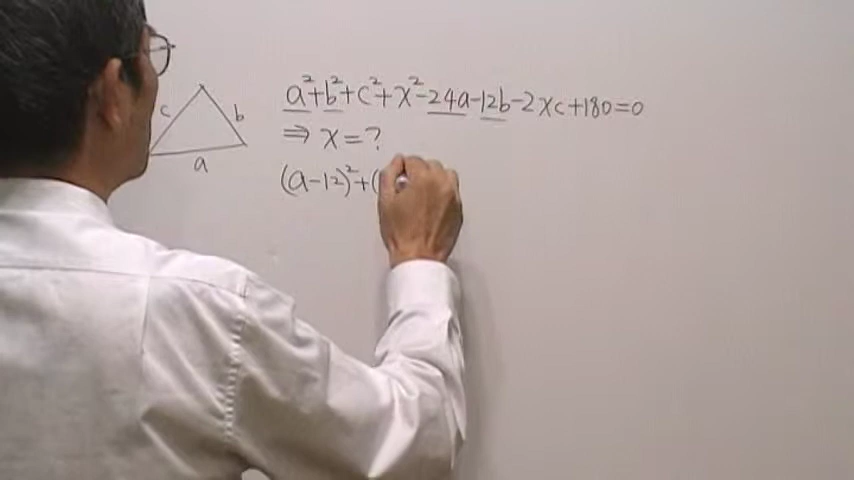 c
b
a
a²+b²+c²+x²-24a-12b-2xc+180=0
⇒ x=?
(a-12)²+(